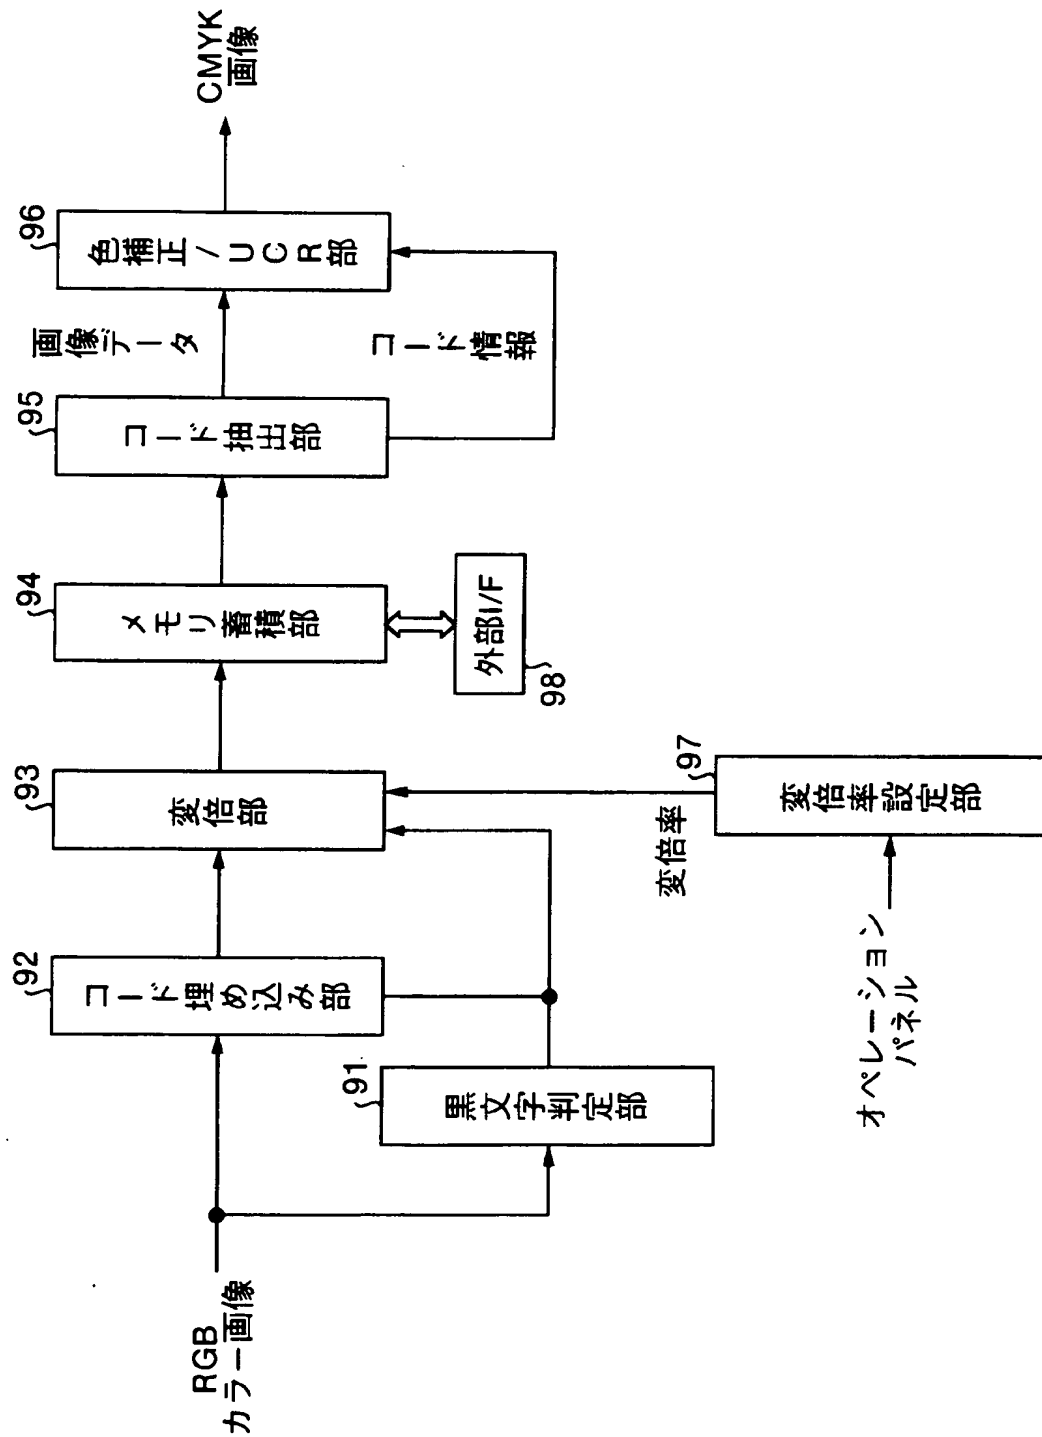 RGB
カラー画像
91
黒文字判定部
92
コード埋め込み部
93
変倍部
94
メモリ蓄積部
95
コード抽出部
画像データ
コード情報
96
色補正/UCR部
CMYK
画像
98
外部I/F
変倍率
97
変倍率設定部
オペレーション
パネル